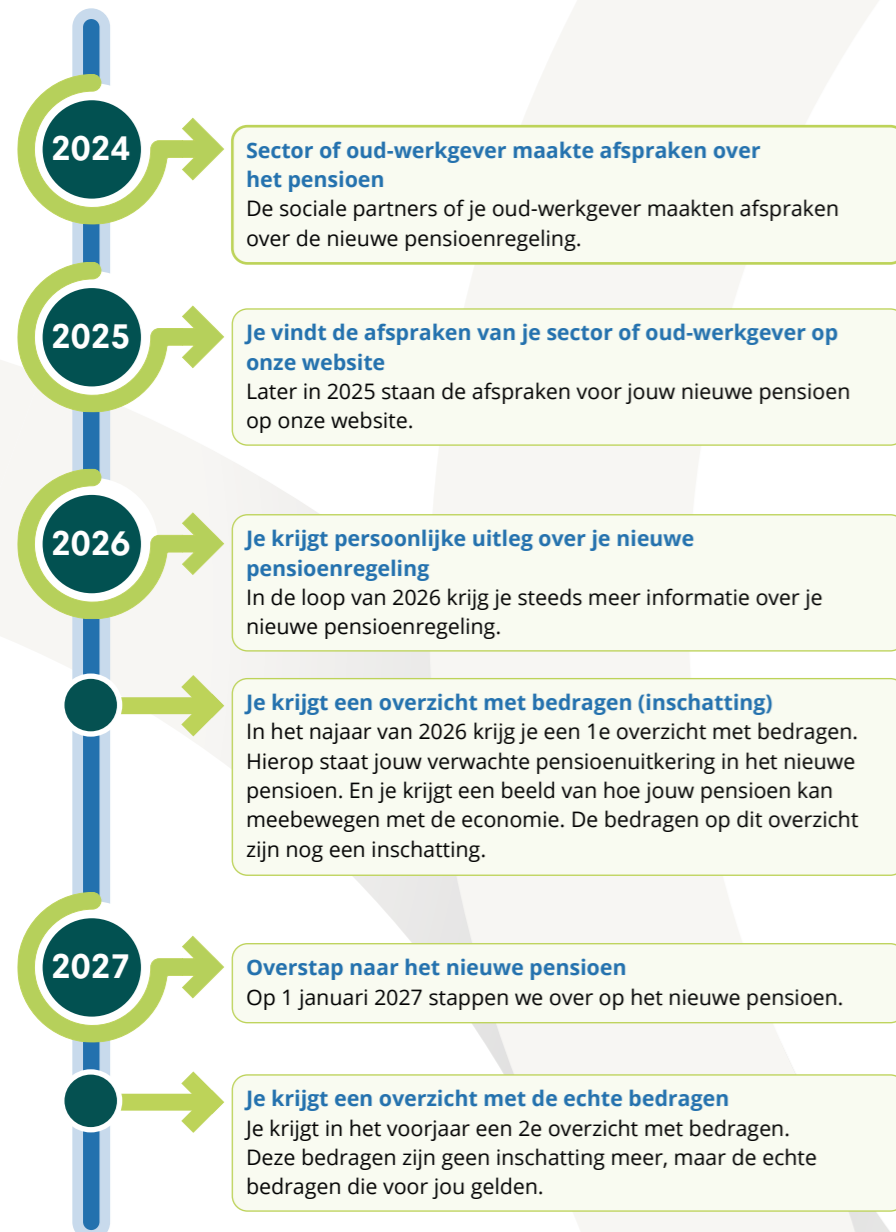 2024
Sector of oud-werkgever maakte afspraken over
het pensioen
De sociale partners of je oud-werkgever maakten afspraken
over de nieuwe pensioenregeling.
2025
Je vindt de afspraken van je sector of oud-werkgever op
onze website
Later in 2025 staan de afspraken voor jouw nieuwe pensioen
op onze website.
2026
Je krijgt persoonlijke uitleg over je nieuwe
pensioenregeling
In de loop van 2026 krijg je steeds meer informatie over je
nieuwe pensioenregeling.
Je krijgt een overzicht met bedragen (inschatting)
In het najaar van 2026 krijg je een 1e overzicht met bedragen.
Hierop staat jouw verwachte pensioenuitkering in het nieuwe
pensioen. En je krijgt een beeld van hoe jouw pensioen kan
meebewegen met de economie. De bedragen op dit overzicht
zijn nog een inschatting.
2027
Overstap naar het nieuwe pensioen
Op 1 januari 2027 stappen we over op het nieuwe pensioen.
Je krijgt een overzicht met de echte bedragen
Je krijgt in het voorjaar een 2e overzicht met bedragen.
Deze bedragen zijn geen inschatting meer, maar de echte
bedragen die voor jou gelden.